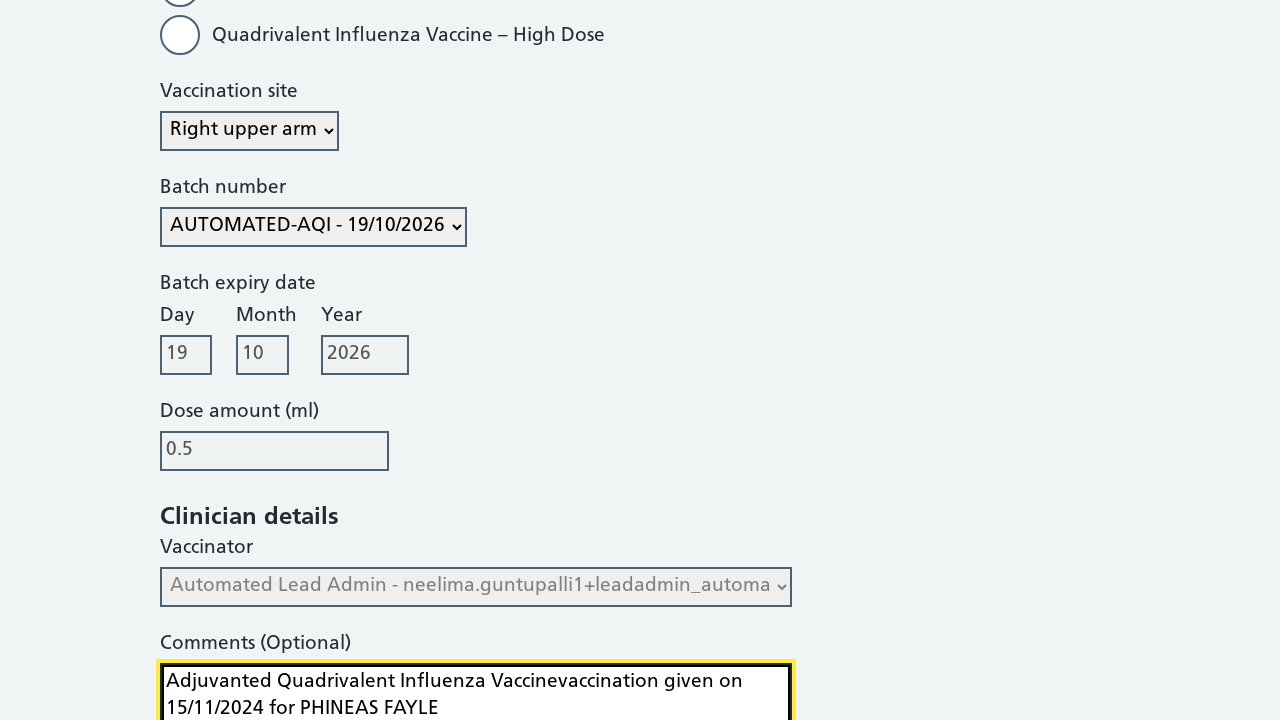 Quadrivalent Influenza Vaccine – High Dose
Vaccination site
Right upper arm
Batch number
AUTOMATED-AQI - 19/10/2026
Batch expiry date
Day Month Year
19 10 2026
Dose amount (ml)
0.5
Clinician details
Vaccinator
Automated Lead Admin - neelima.guntupalli1+leadadmin_automa
Comments (Optional)
Adjuvanted Quadrivalent Influenza Vaccinevaccination given on
15/11/2024 for PHINEAS FAYLE